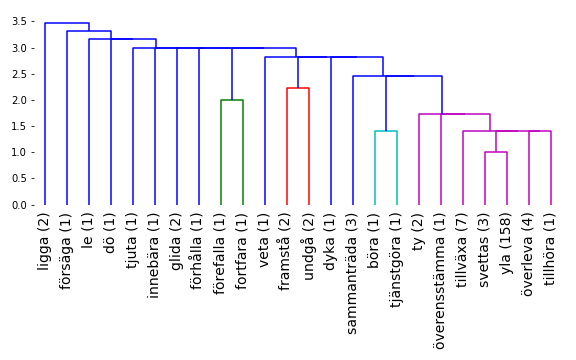 3.5
3.0
2.5
2.0
1.5
1.0
0.5
0.0
ligga (2)
försäga (1)
le (1)
dö (1)
tjuta (1)
innebära (1)
glida (2)
förhålla (1)
förefalla (1)
fortfara (1)
veta (1)
framstå (2)
undgå (2)
dyka (1)
sammanträda (3)
böra (1)
tjänstgöra (1)
ty (2)
överensstämma (1)
tillväxa (7)
svettas (3)
yla (158)
överleva (4)
tillhöra (1)